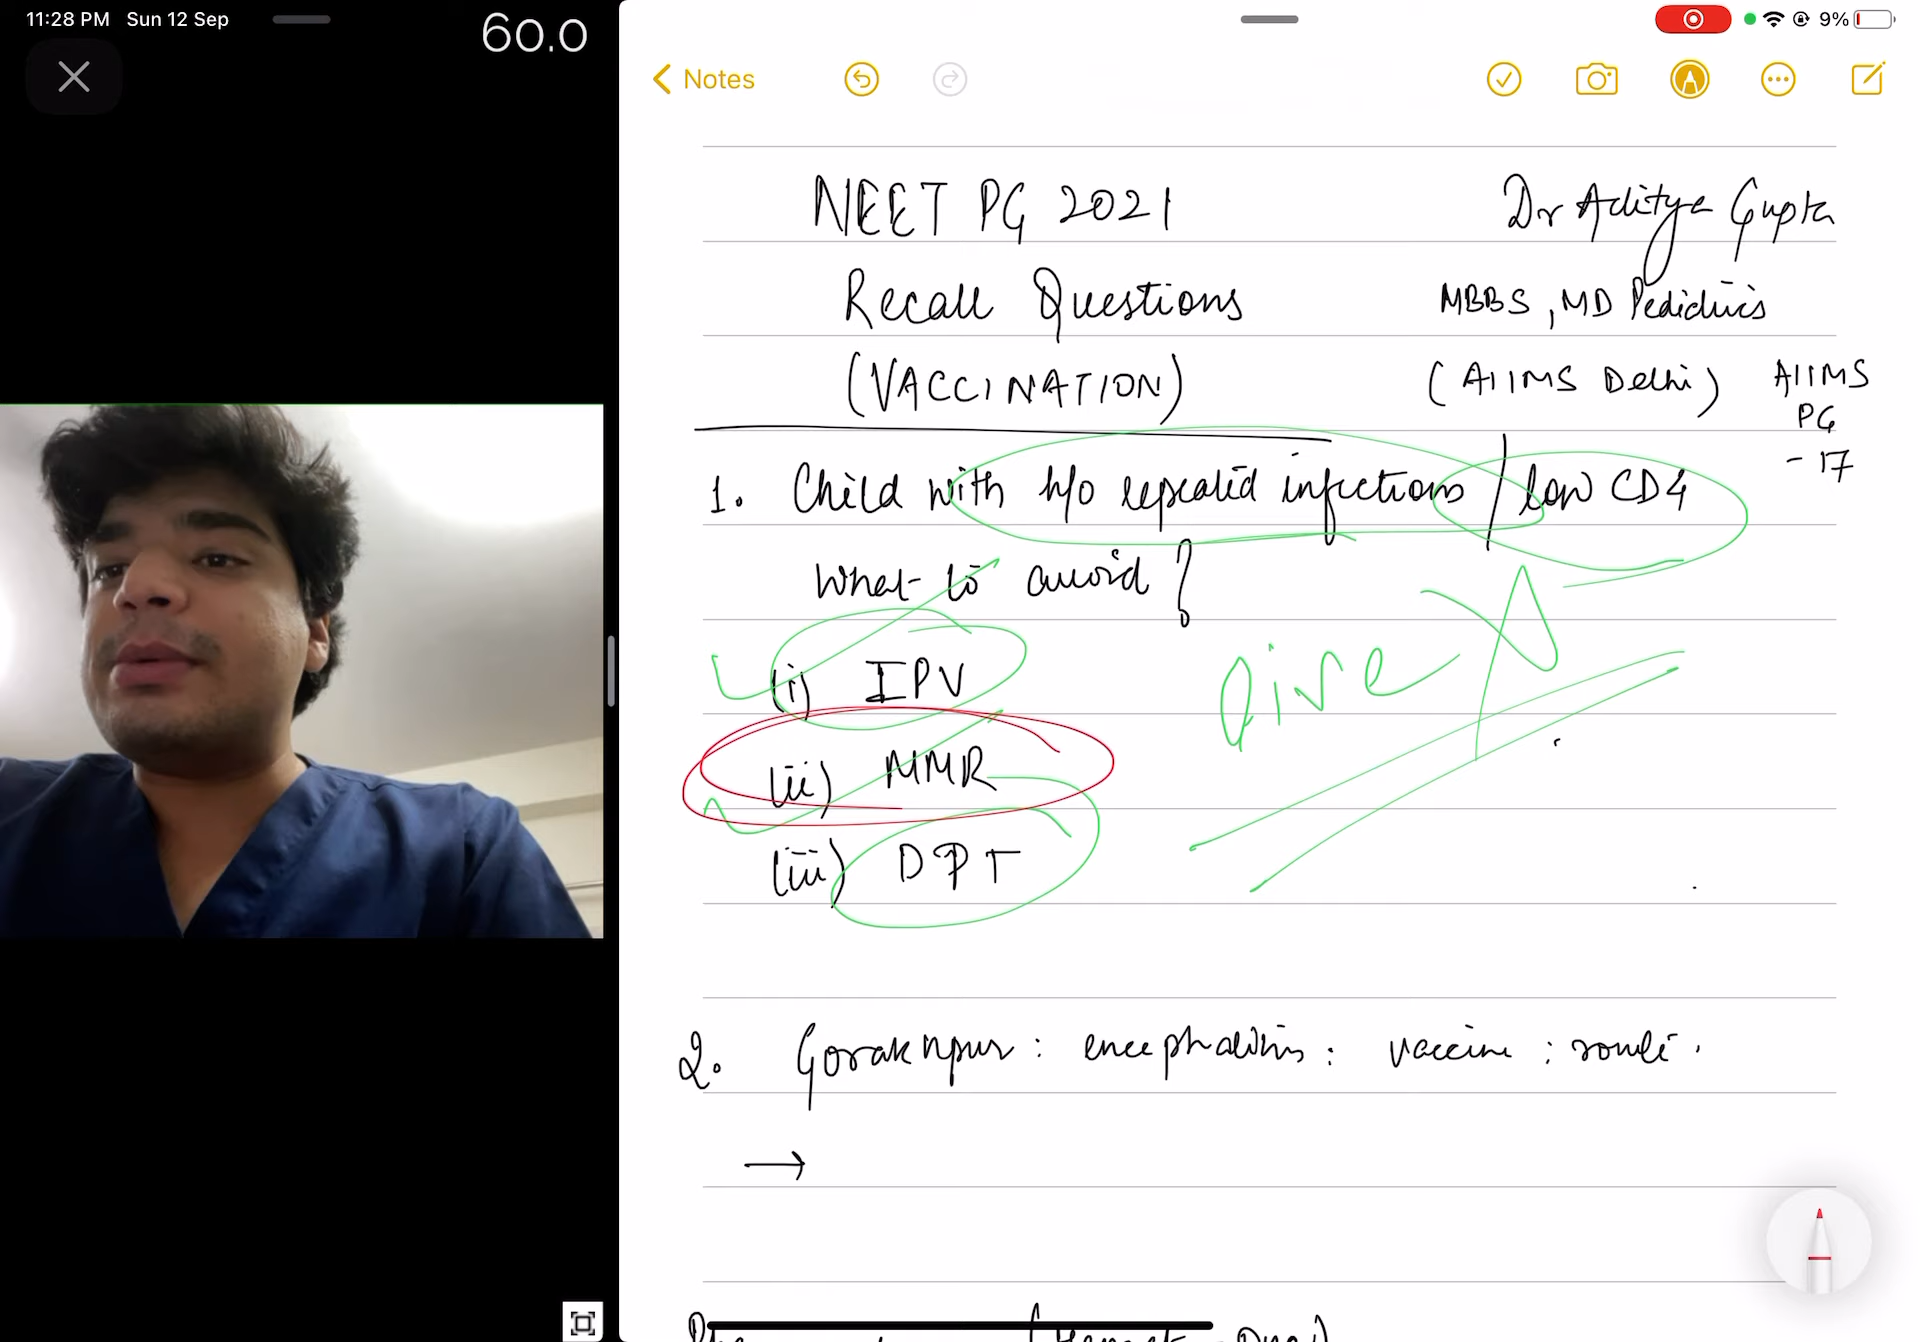 11:28 PM Sun 12 Sep
60.0
9%
Notes
NEET PG 2021
Dr Aditya Gupta
Recall Questions
MBBS, MD Pediatrics
(VACCINATION)
(AIIMS Delhi)
AIIMS
PG
-17
1. Child with h/o repeated infections / low CD4
What to avoid?
(i) IPV
live
(ii) MMR
(iii) DPT
2. Gorakhpur : encephalitis : vaccine : route.
→